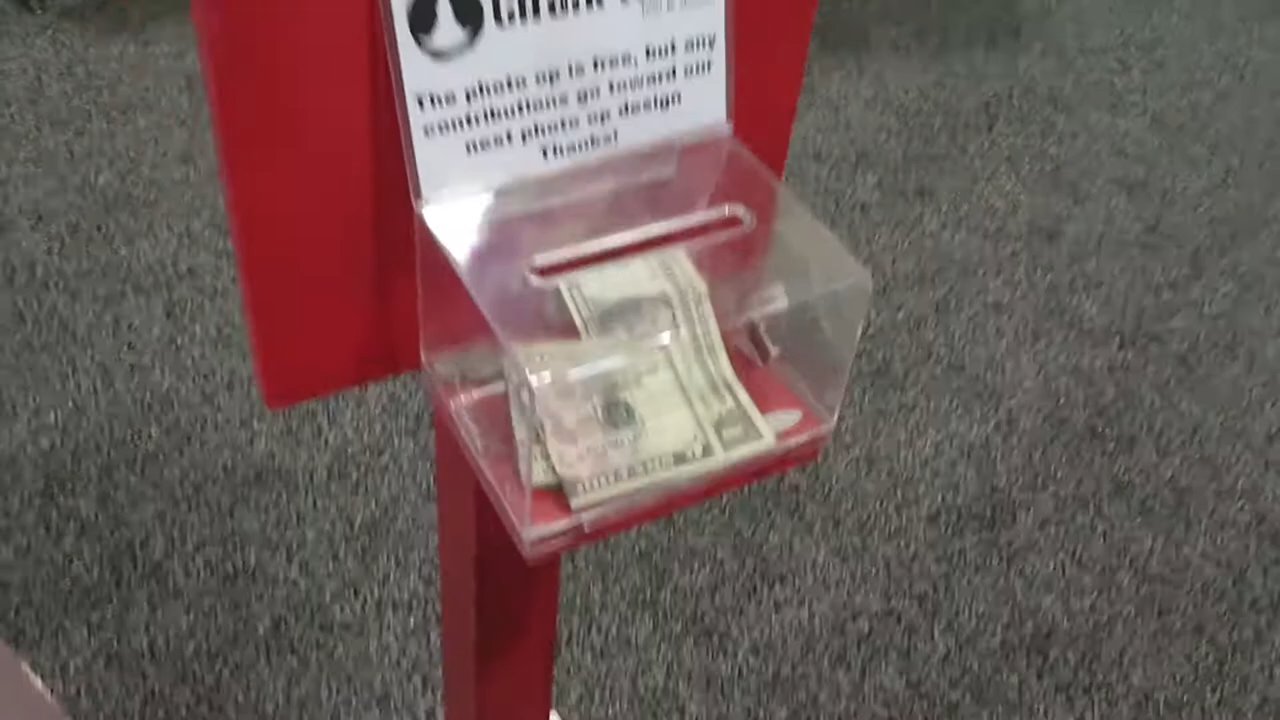 The photo op is free, but any
contributions go toward our
next photo op design
Thanks!